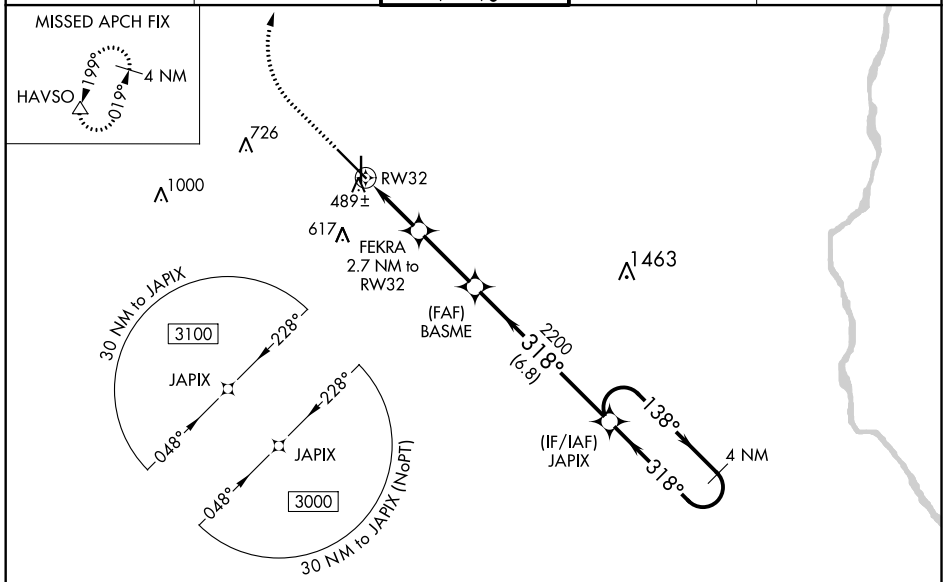 MISSED APCH FIX
HAVSO
199°
019°
4 NM
726
1000
RW32
489±
617
FEKRA
2.7 NM to
RW32
1463
(FAF)
BASME
2200
318°
(6.8)
30 NM to JAPIX
3100
228°
JAPIX
048°
228°
JAPIX
048°
3000
30 NM to JAPIX (NoPT)
(IF/IAF)
JAPIX
138°
318°
4 NM